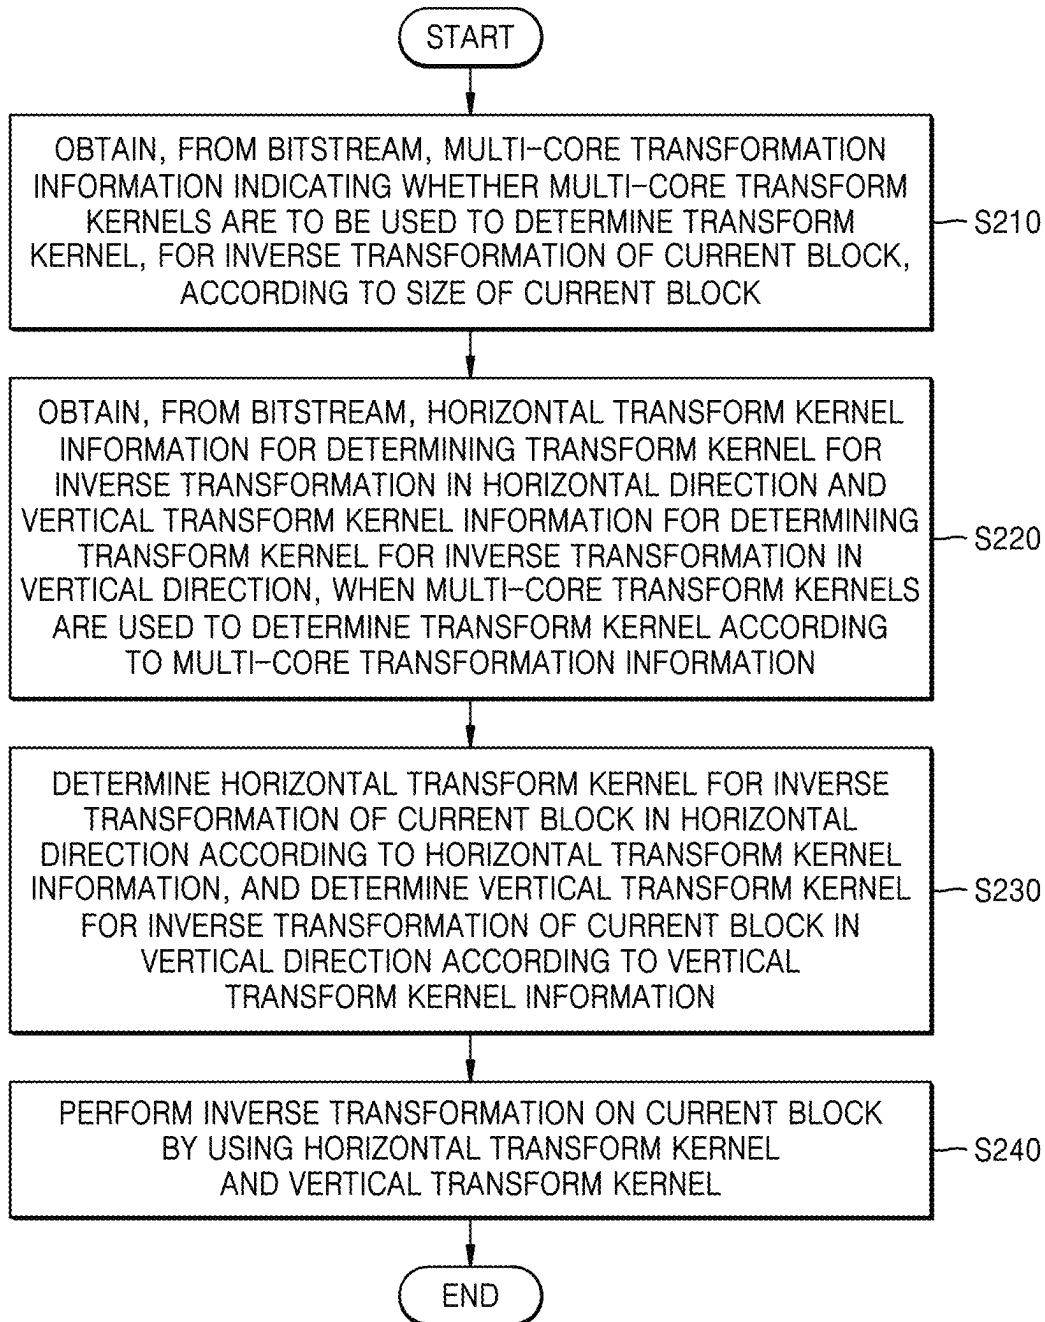 START
OBTAIN, FROM BITSTREAM, MULTI-CORE TRANSFORMATION
INFORMATION INDICATING WHETHER MULTI-CORE TRANSFORM
KERNELS ARE TO BE USED TO DETERMINE TRANSFORM
KERNEL, FOR INVERSE TRANSFORMATION OF CURRENT BLOCK,
ACCORDING TO SIZE OF CURRENT BLOCK
S210
OBTAIN, FROM BITSTREAM, HORIZONTAL TRANSFORM KERNEL
INFORMATION FOR DETERMINING TRANSFORM KERNEL FOR
INVERSE TRANSFORMATION IN HORIZONTAL DIRECTION AND
VERTICAL TRANSFORM KERNEL INFORMATION FOR DETERMINING
TRANSFORM KERNEL FOR INVERSE TRANSFORMATION IN
VERTICAL DIRECTION, WHEN MULTI-CORE TRANSFORM KERNELS
ARE USED TO DETERMINE TRANSFORM KERNEL ACCORDING
TO MULTI-CORE TRANSFORMATION INFORMATION
S220
DETERMINE HORIZONTAL TRANSFORM KERNEL FOR INVERSE
TRANSFORMATION OF CURRENT BLOCK IN HORIZONTAL
DIRECTION ACCORDING TO HORIZONTAL TRANSFORM KERNEL
INFORMATION, AND DETERMINE VERTICAL TRANSFORM KERNEL
FOR INVERSE TRANSFORMATION OF CURRENT BLOCK IN
VERTICAL DIRECTION ACCORDING TO VERTICAL
TRANSFORM KERNEL INFORMATION
S230
PERFORM INVERSE TRANSFORMATION ON CURRENT BLOCK
BY USING HORIZONTAL TRANSFORM KERNEL
AND VERTICAL TRANSFORM KERNEL
S240
END